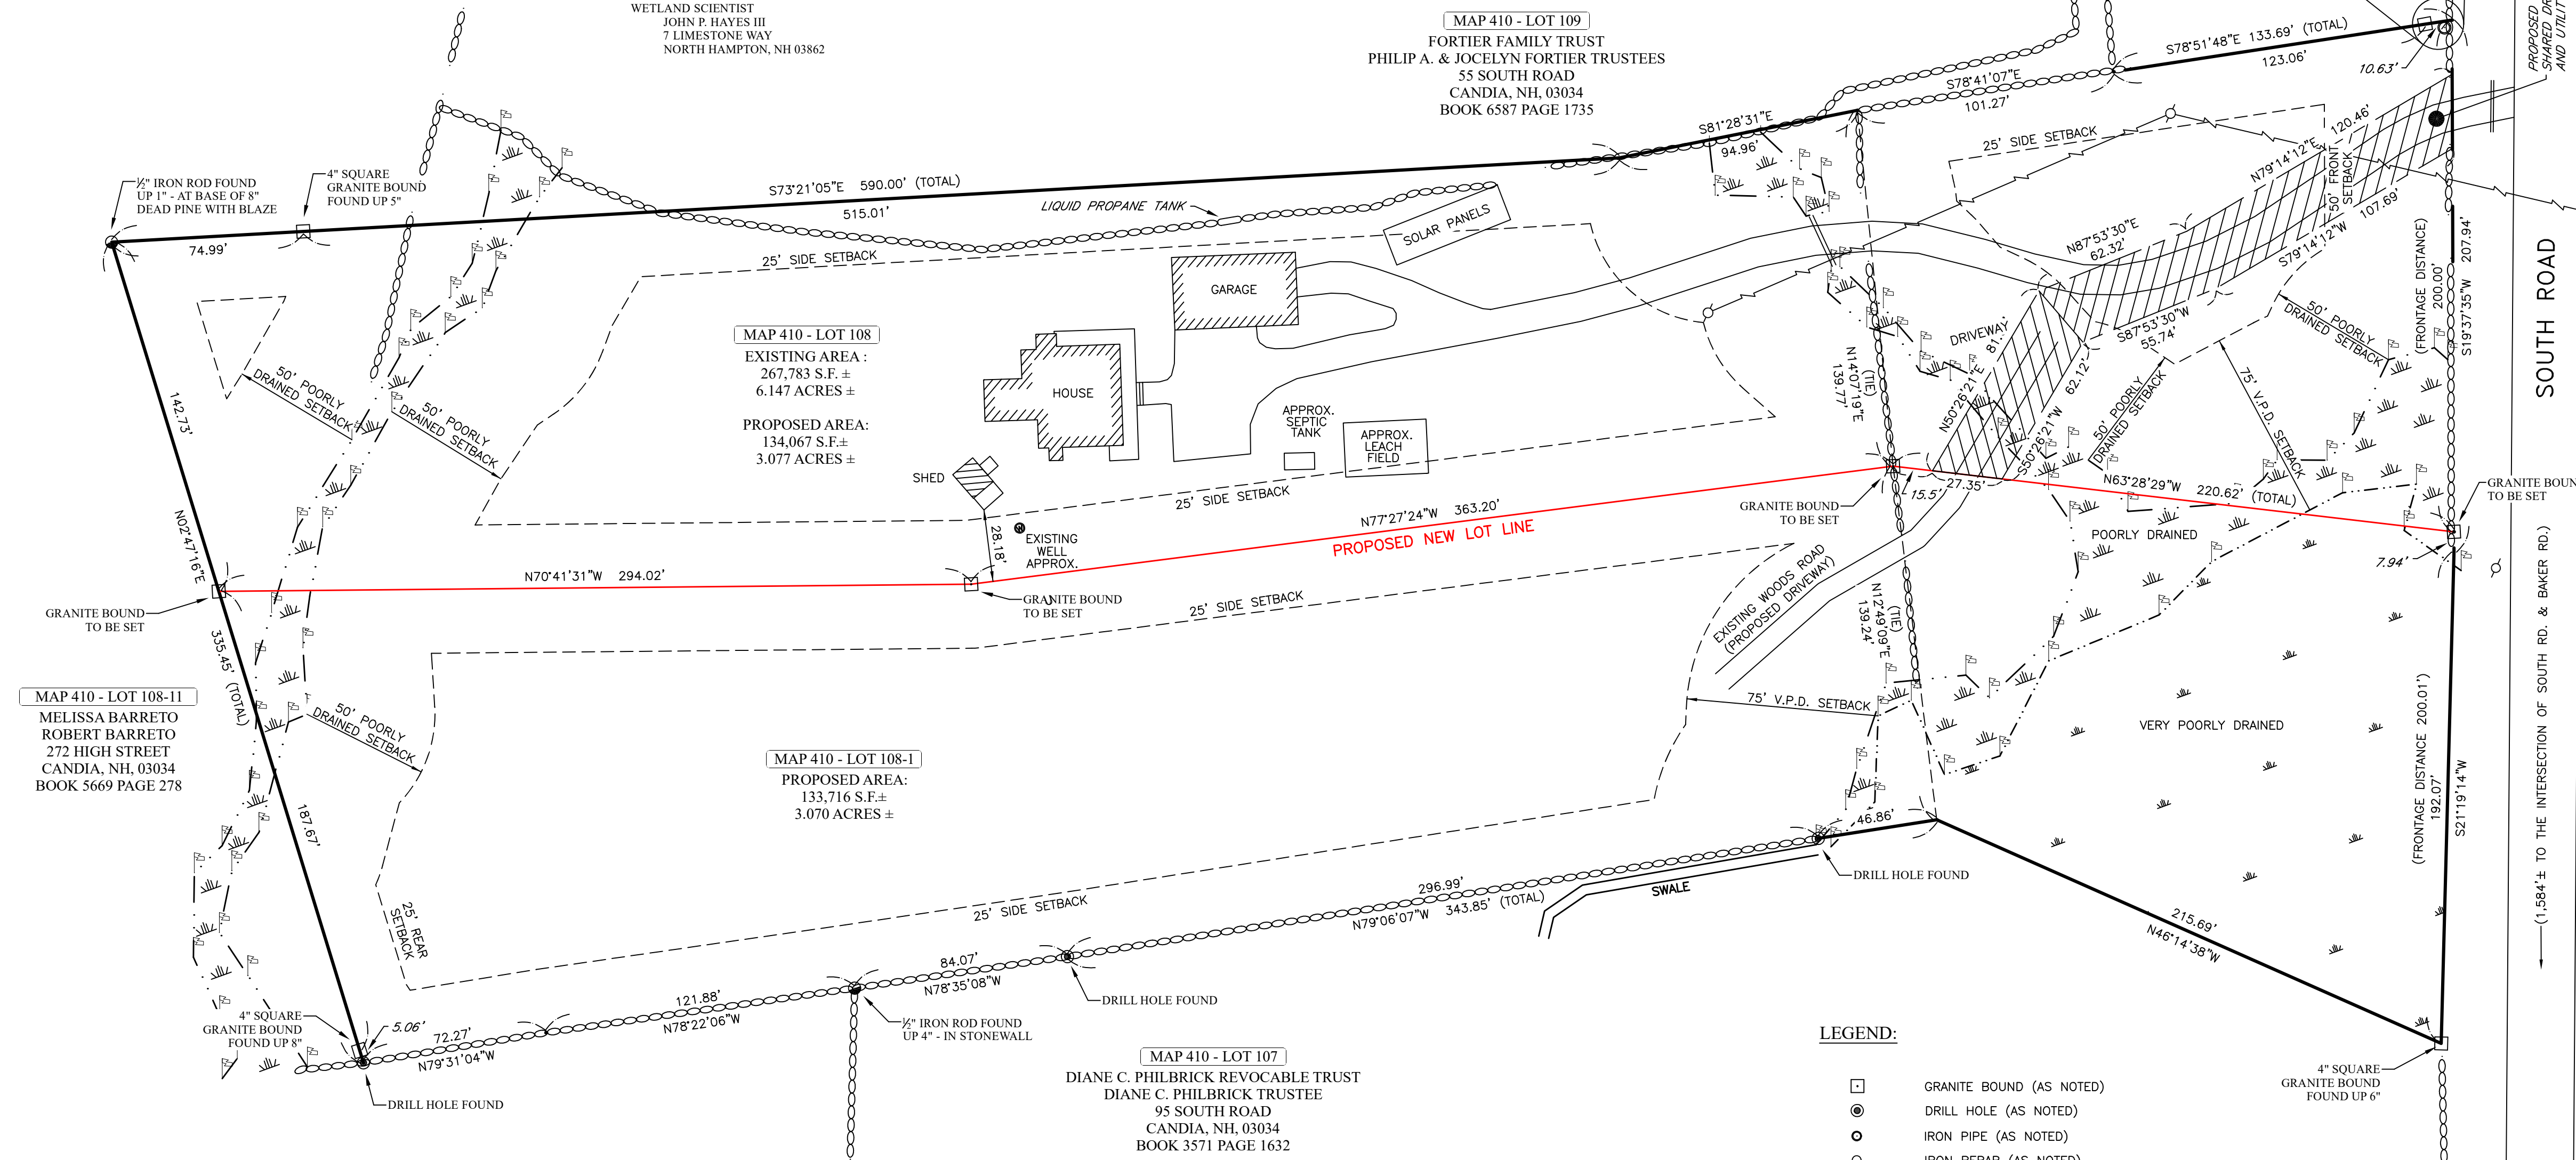 WETLAND SCIENTIST
JOHN P. HAYES III
7 LIMESTONE WAY
NORTH HAMPTON, NH 03862
MAP 410 - LOT 109
FORTIER FAMILY TRUST
PHILIP A. & JOCELYN FORTIER TRUSTEES
55 SOUTH ROAD
CANDIA, NH, 03034
BOOK 6587 PAGE 1735
S78°51'48"E 133.69' (TOTAL)
123.06'
10.63'
PROPOSED
AND UTILITY
S78°41'07"E
101.27'
S81°28'31"E
94.96'
½" IRON ROD FOUND
UP 1" - AT BASE OF 8"
DEAD PINE WITH BLAZE
4" SQUARE
GRANITE BOUND
FOUND UP 5"
74.99'
S73°21'05"E 590.00' (TOTAL)
515.01'
LIQUID PROPANE TANK
SOLAR PANELS
25' SIDE SETBACK
25' SIDE SETBACK
N79°14'12"E 120.46'
50' FRONT
SETBACK
S79°14'12"W 107.69'
N87°53'30"E
62.32'
S87°53'30"W
55.74'
(FRONTAGE DISTANCE)
200.00'
S19°37'35"W 207.94'
SOUTH ROAD
GARAGE
HOUSE
DRIVEWAY
MAP 410 - LOT 108
EXISTING AREA :
267,783 S.F. ±
6.147 ACRES ±
PROPOSED AREA:
134,067 S.F.±
3.077 ACRES ±
50' POORLY
DRAINED SETBACK
50' POORLY
DRAINED SETBACK
142.73'
N02°47'16"E
335.45' (TOTAL)
187.67'
APPROX.
SEPTIC
TANK
APPROX.
LEACH
FIELD
SHED
28.18'
EXISTING
WELL
APPROX.
25' SIDE SETBACK
N77°27'24"W 363.20'
PROPOSED NEW LOT LINE
N70°41'31"W 294.02'
GRANITE BOUND
TO BE SET
GRANITE BOUND
TO BE SET
GRANITE BOUND
TO BE SET
(TIE)
N14°07'19"E
139.77'
N50°26'21"E
S50°26'21"W 62.12'
15.5'
27.35'
50' POORLY
DRAINED SETBACK
75' V.P.D. SETBACK
50' POORLY
DRAINED SETBACK
N63°28'29"W 220.62' (TOTAL)
POORLY DRAINED
7.94'
TO BE SET
25' SIDE SETBACK
EXISTING WOODS ROAD
(PROPOSED DRIVEWAY)
(TIE)
N12°49'09"E
139.24'
75' V.P.D. SETBACK
VERY POORLY DRAINED
(FRONTAGE DISTANCE 200.01')
192.07'
S21°19'14"W
(1,584'± TO THE INTERSECTION OF SOUTH RD. & BAKER RD.)
MAP 410 - LOT 108-11
MELISSA BARRETO
ROBERT BARRETO
272 HIGH STREET
CANDIA, NH, 03034
BOOK 5669 PAGE 278
50' POORLY
DRAINED SETBACK
MAP 410 - LOT 108-1
PROPOSED AREA:
133,716 S.F.±
3.070 ACRES ±
25' REAR
SETBACK
25' SIDE SETBACK
46.86'
DRILL HOLE FOUND
296.99'
N79°06'07"W 343.85' (TOTAL)
SWALE
215.69'
N46°14'38"W
84.07'
N78°35'08"W
DRILL HOLE FOUND
121.88'
N78°22'06"W
½" IRON ROD FOUND
UP 4" - IN STONEWALL
4" SQUARE
GRANITE BOUND
FOUND UP 8"
5.06'
72.27'
N79°31'04"W
DRILL HOLE FOUND
MAP 410 - LOT 107
DIANE C. PHILBRICK REVOCABLE TRUST
DIANE C. PHILBRICK TRUSTEE
95 SOUTH ROAD
CANDIA, NH, 03034
BOOK 3571 PAGE 1632
4" SQUARE
GRANITE BOUND
FOUND UP 6"
LEGEND:
GRANITE BOUND (AS NOTED)
DRILL HOLE (AS NOTED)
IRON PIPE (AS NOTED)
IRON REBAR (AS NOTED)